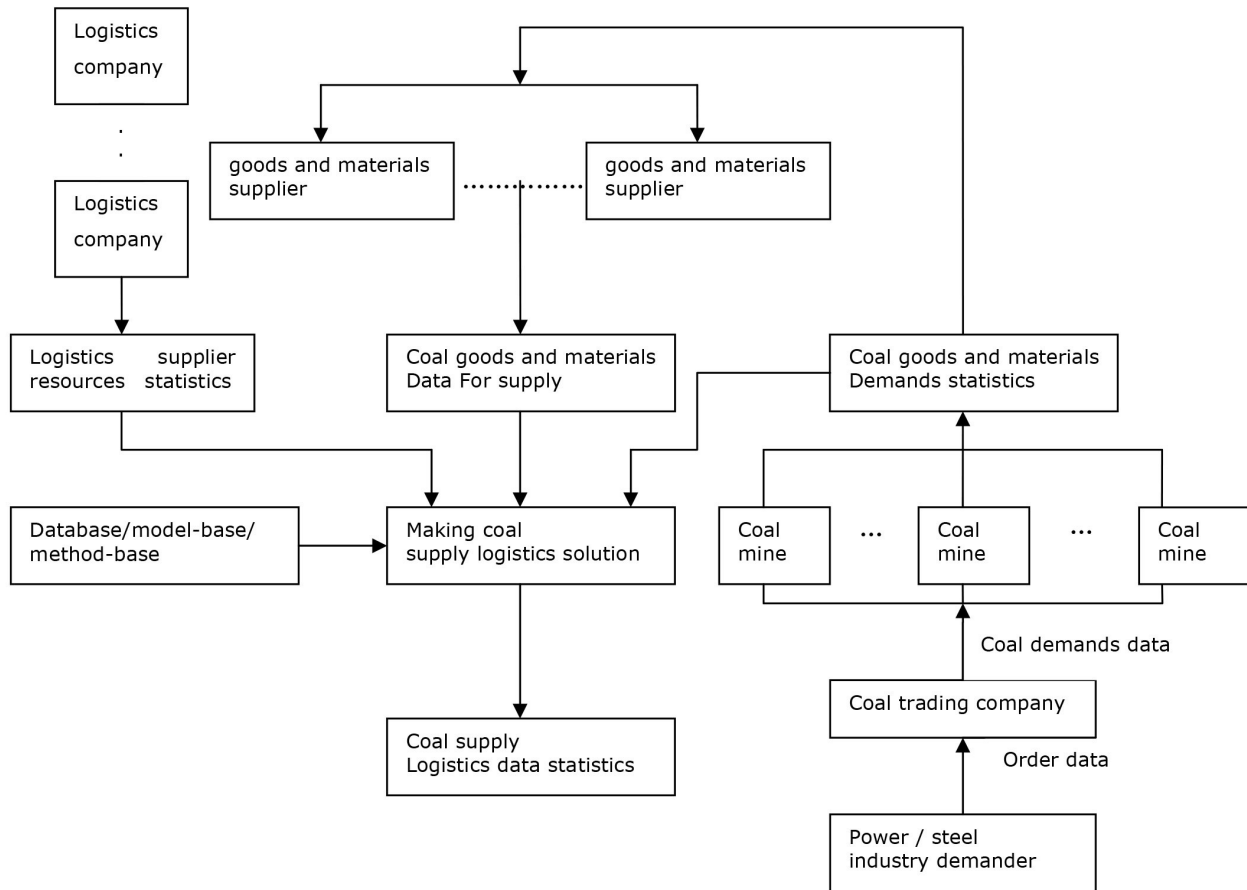 Logistics
company
.
.
Logistics
company
goods and materials
supplier
..............
goods and materials
supplier
Logistics supplier
resources statistics
Coal goods and materials
Data For supply
Coal goods and materials
Demands statistics
Database/model-base/
method-base
Making coal
supply logistics solution
Coal
mine
...
Coal
mine
...
Coal
mine
Coal demands data
Coal trading company
Order data
Coal supply
Logistics data statistics
Power / steel
industry demander